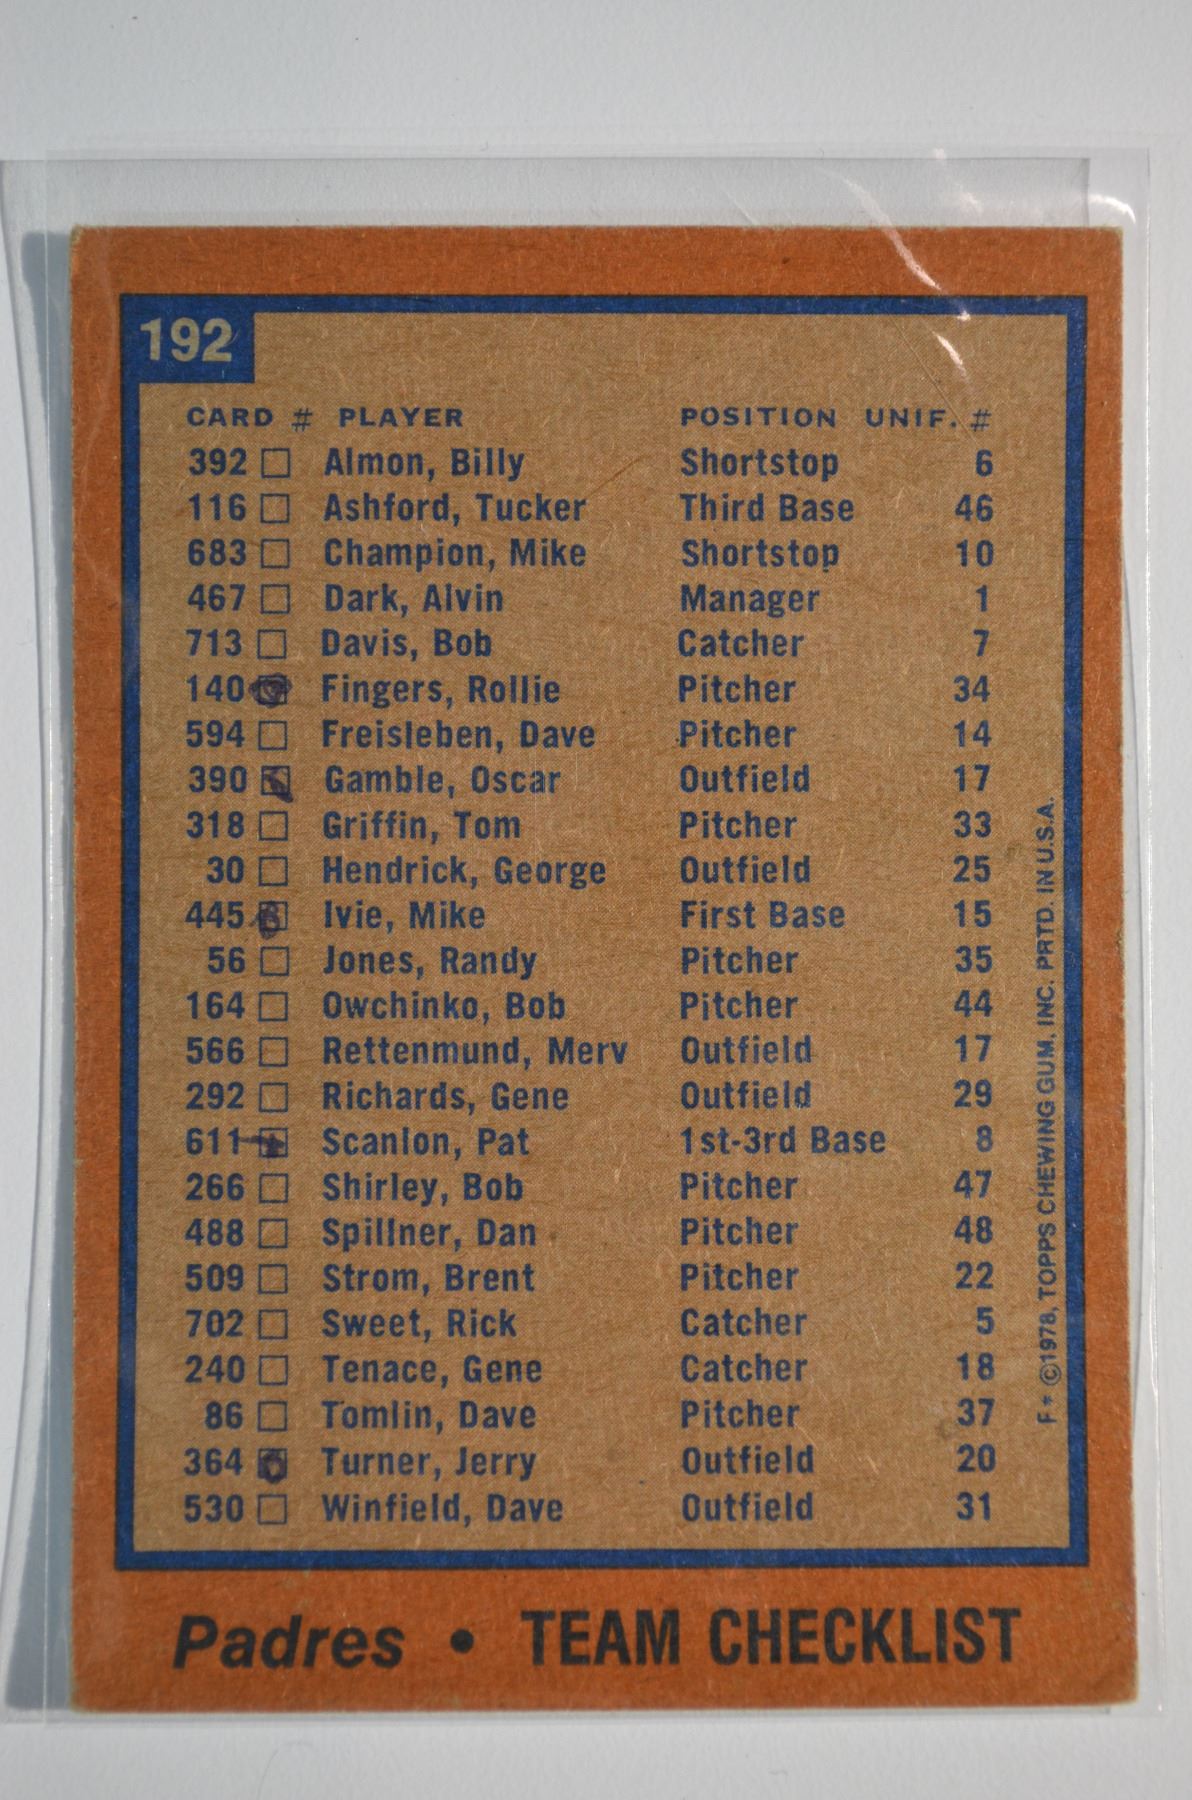 192
CARD # PLAYER POSITION UNIF. #
392 Almon, Billy Shortstop 6
116 Ashford, Tucker Third Base 46
683 Champion, Mike Shortstop 10
467 Dark, Alvin Manager 1
713 Davis, Bob Catcher 7
140 Fingers, Rollie Pitcher 34
594 Freisleben, Dave Pitcher 14
390 Gamble, Oscar Outfield 17
318 Griffin, Tom Pitcher 33
30 Hendrick, George Outfield 25
445 Ivie, Mike First Base 15
56 Jones, Randy Pitcher 35
164 Owchinko, Bob Pitcher 44
566 Rettenmund, Merv Outfield 17
292 Richards, Gene Outfield 29
611 Scanlon, Pat 1st-3rd Base 8
266 Shirley, Bob Pitcher 47
488 Spillner, Dan Pitcher 48
509 Strom, Brent Pitcher 22
702 Sweet, Rick Catcher 5
240 Tenace, Gene Catcher 18
86 Tomlin, Dave Pitcher 37
364 Turner, Jerry Outfield 20
530 Winfield, Dave Outfield 31
F* ©1978, TOPPS CHEWING GUM, INC. PRTD. IN U.S.A.
Padres • TEAM CHECKLIST